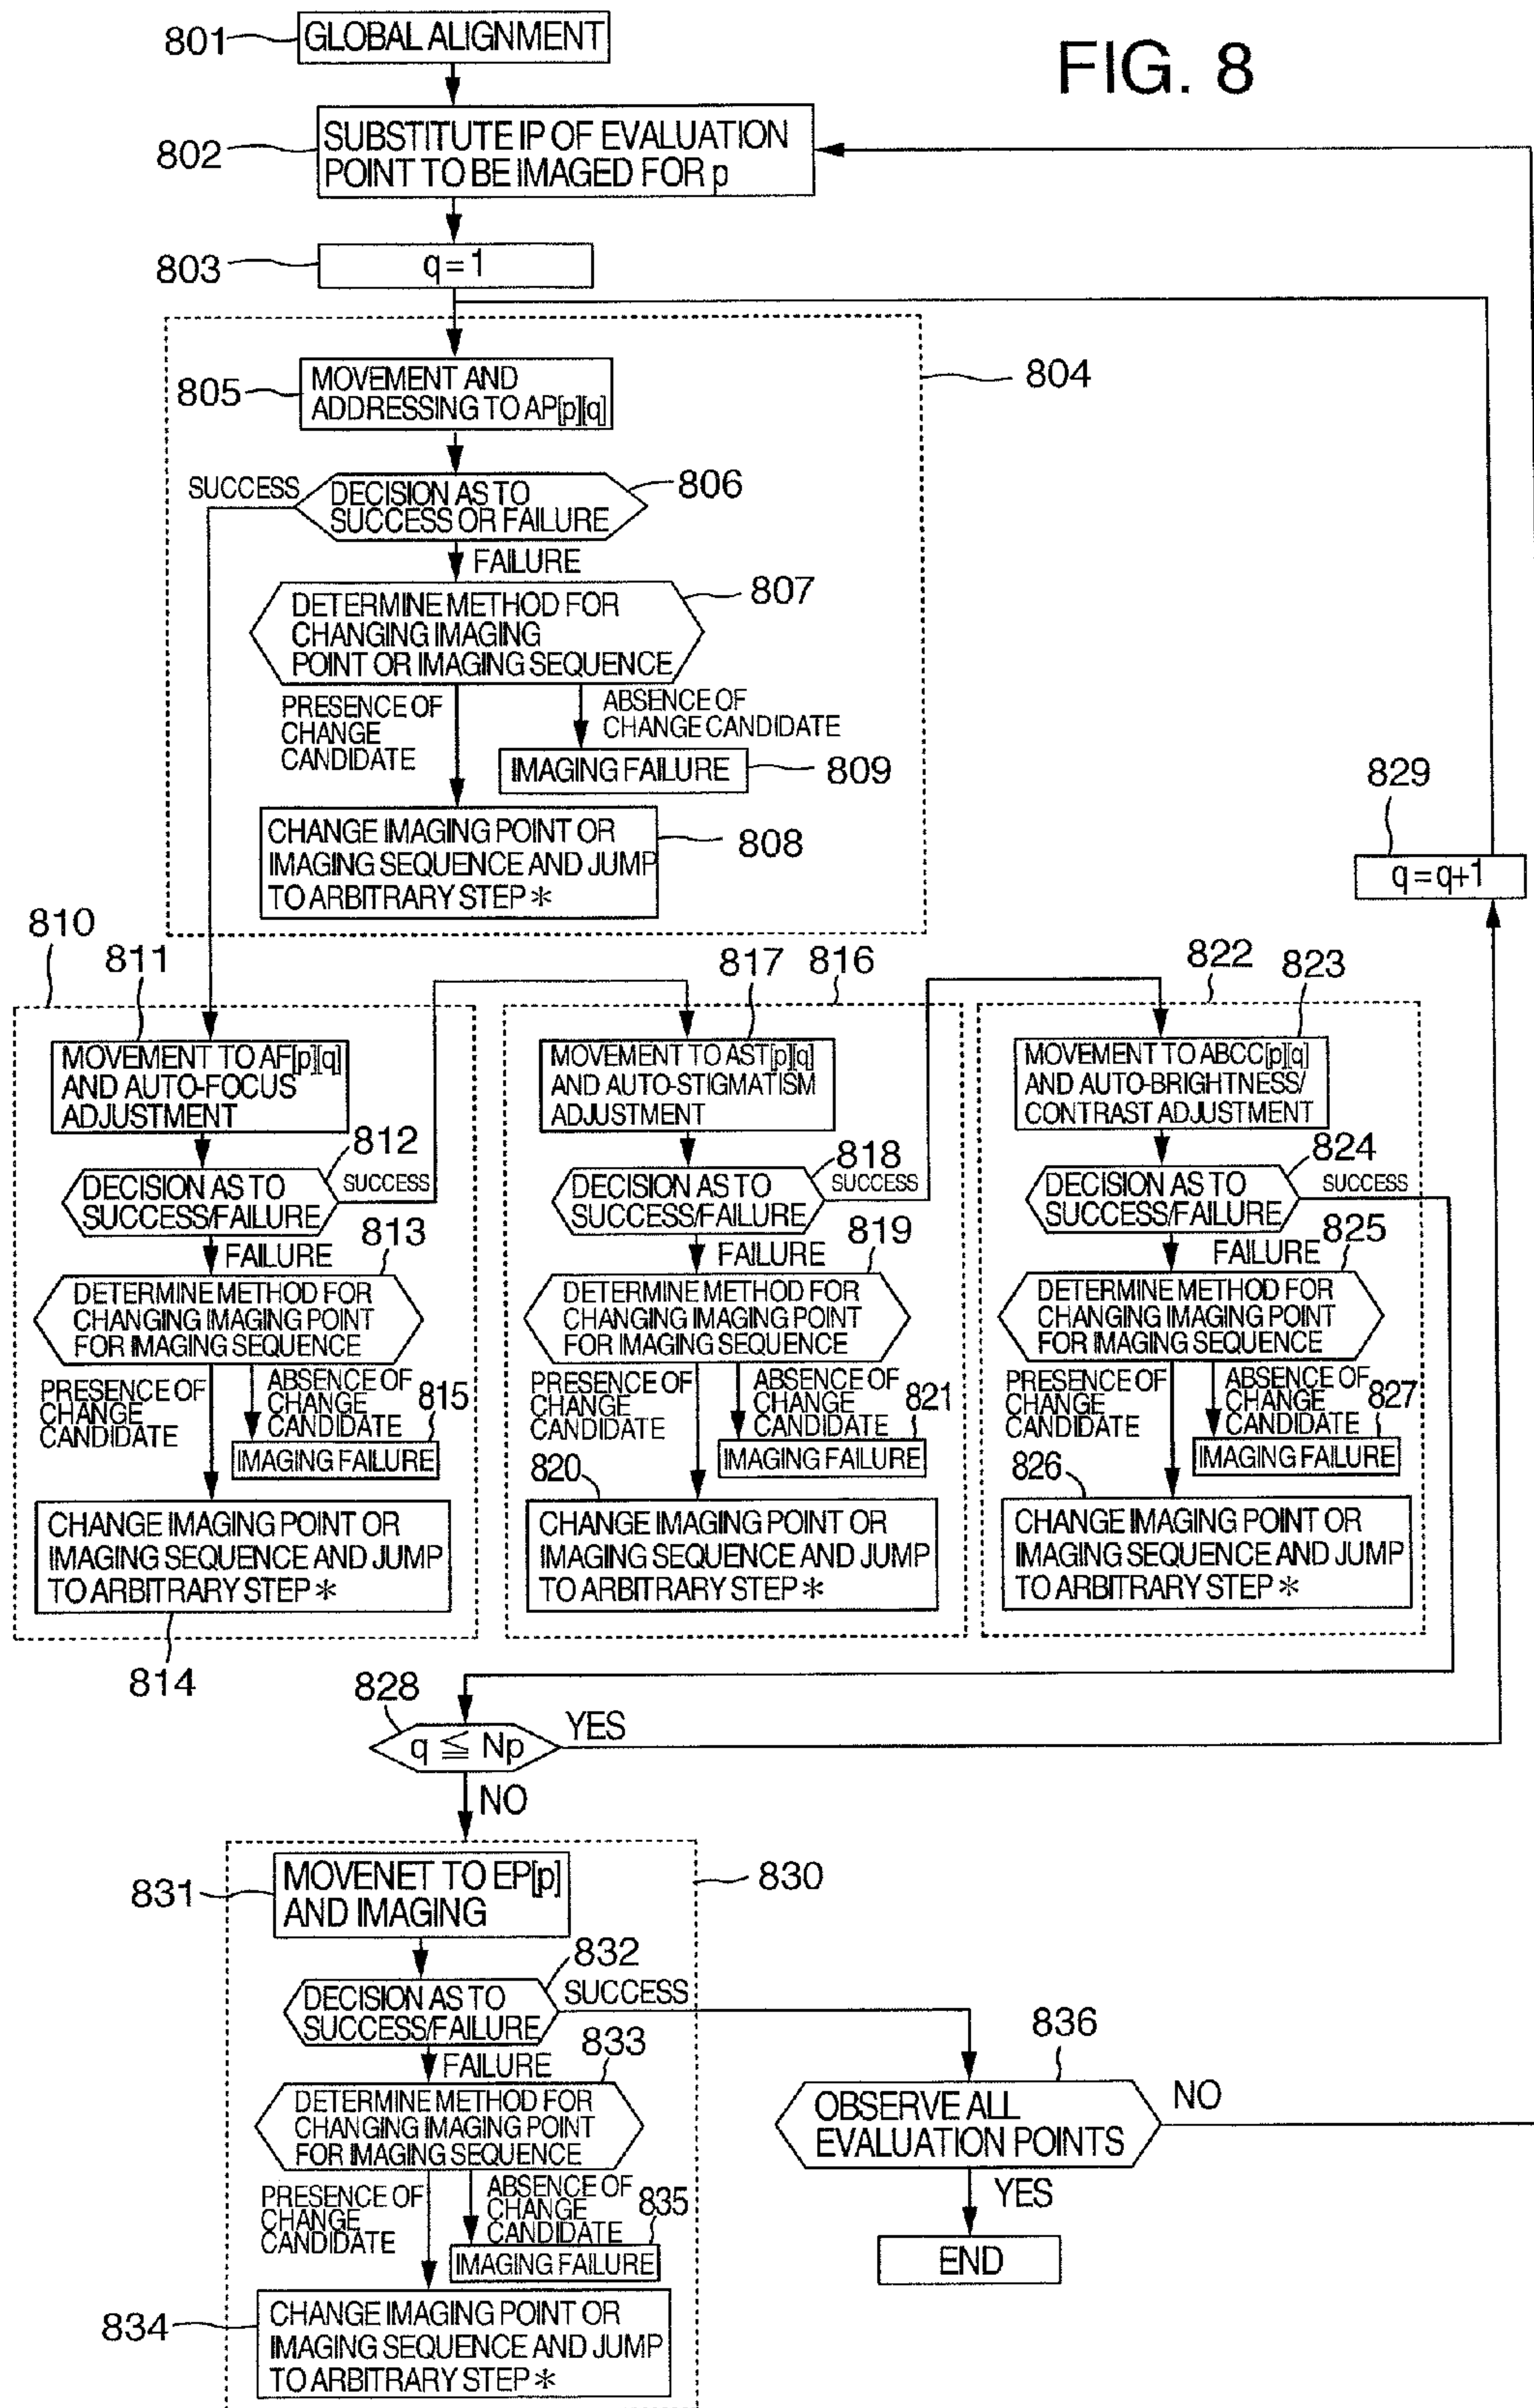 FIG. 8
801
GLOBAL ALIGNMENT
802
SUBSTITUTE IP OF EVALUATION
POINT TO BE IMAGED FOR p
803
q=1
804
805
MOVEMENT AND
ADDRESSING TO AP[p][q]
806
SUCCESS
DECISION AS TO
SUCCESS OR FAILURE
FAILURE
807
DETERMINE METHOD FOR
CHANGING IMAGING
POINT OR IMAGING SEQUENCE
PRESENCE OF
CHANGE
CANDIDATE
ABSENCE OF
CHANGE CANDIDATE
IMAGING FAILURE
809
808
CHANGE IMAGING POINT OR
IMAGING SEQUENCE AND JUMP
TO ARBITRARY STEP *
829
q=q+1
810
811
MOVEMENT TO AF[p][q]
AND AUTO-FOCUS
ADJUSTMENT
812
DECISION AS TO
SUCCESS/FAILURE
SUCCESS
FAILURE
813
DETERMINE METHOD FOR
CHANGING IMAGING POINT
FOR IMAGING SEQUENCE
PRESENCE OF
CHANGE
CANDIDATE
ABSENCE OF
CHANGE
CANDIDATE
815
IMAGING FAILURE
CHANGE IMAGING POINT OR
IMAGING SEQUENCE AND JUMP
TO ARBITRARY STEP *
814
816
817
MOVEMENT TO AST[p][q]
AND AUTO-STIGMATISM
ADJUSTMENT
818
DECISION AS TO
SUCCESS/FAILURE
SUCCESS
FAILURE
819
DETERMINE METHOD FOR
CHANGING IMAGING POINT
FOR IMAGING SEQUENCE
PRESENCE OF
CHANGE
CANDIDATE
ABSENCE OF
CHANGE
CANDIDATE
821
IMAGING FAILURE
820
CHANGE IMAGING POINT OR
IMAGING SEQUENCE AND JUMP
TO ARBITRARY STEP *
822
823
MOVEMENT TO ABCC[p][q]
AND AUTO-BRIGHTNESS/
CONTRAST ADJUSTMENT
824
DECISION AS TO
SUCCESS/FAILURE
SUCCESS
FAILURE
825
DETERMINE METHOD FOR
CHANGING IMAGING POINT
FOR IMAGING SEQUENCE
PRESENCE OF
CHANGE
CANDIDATE
ABSENCE OF
CHANGE
CANDIDATE
827
IMAGING FAILURE
826
CHANGE IMAGING POINT OR
IMAGING SEQUENCE AND JUMP
TO ARBITRARY STEP *
828
q ≦ Np
YES
NO
830
831
MOVENET TO EP[p]
AND IMAGING
832
DECISION AS TO
SUCCESS/FAILURE
SUCCESS
FAILURE
833
DETERMINE METHOD FOR
CHANGING IMAGING POINT
FOR IMAGING SEQUENCE
PRESENCE OF
CHANGE
CANDIDATE
ABSENCE OF
CHANGE
CANDIDATE
835
IMAGING FAILURE
834
CHANGE IMAGING POINT OR
IMAGING SEQUENCE AND JUMP
TO ARBITRARY STEP *
836
OBSERVE ALL
EVALUATION POINTS
NO
YES
END